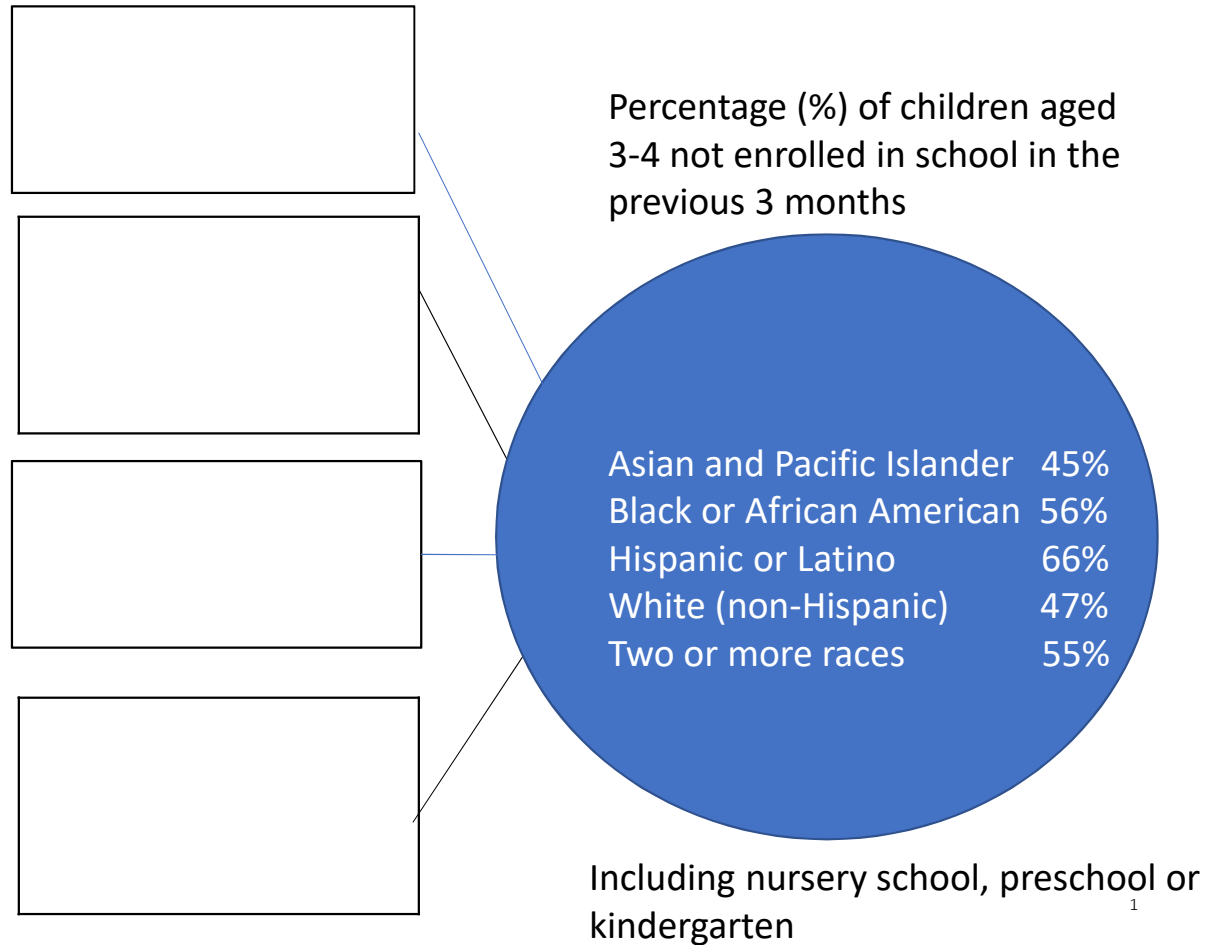 Percentage (%) of children aged
3-4 not enrolled in school in the
previous 3 months
Asian and Pacific Islander 45%
Black or African American 56%
Hispanic or Latino 66%
White (non-Hispanic) 47%
Two or more races 55%
Including nursery school, preschool or
kindergarten
1